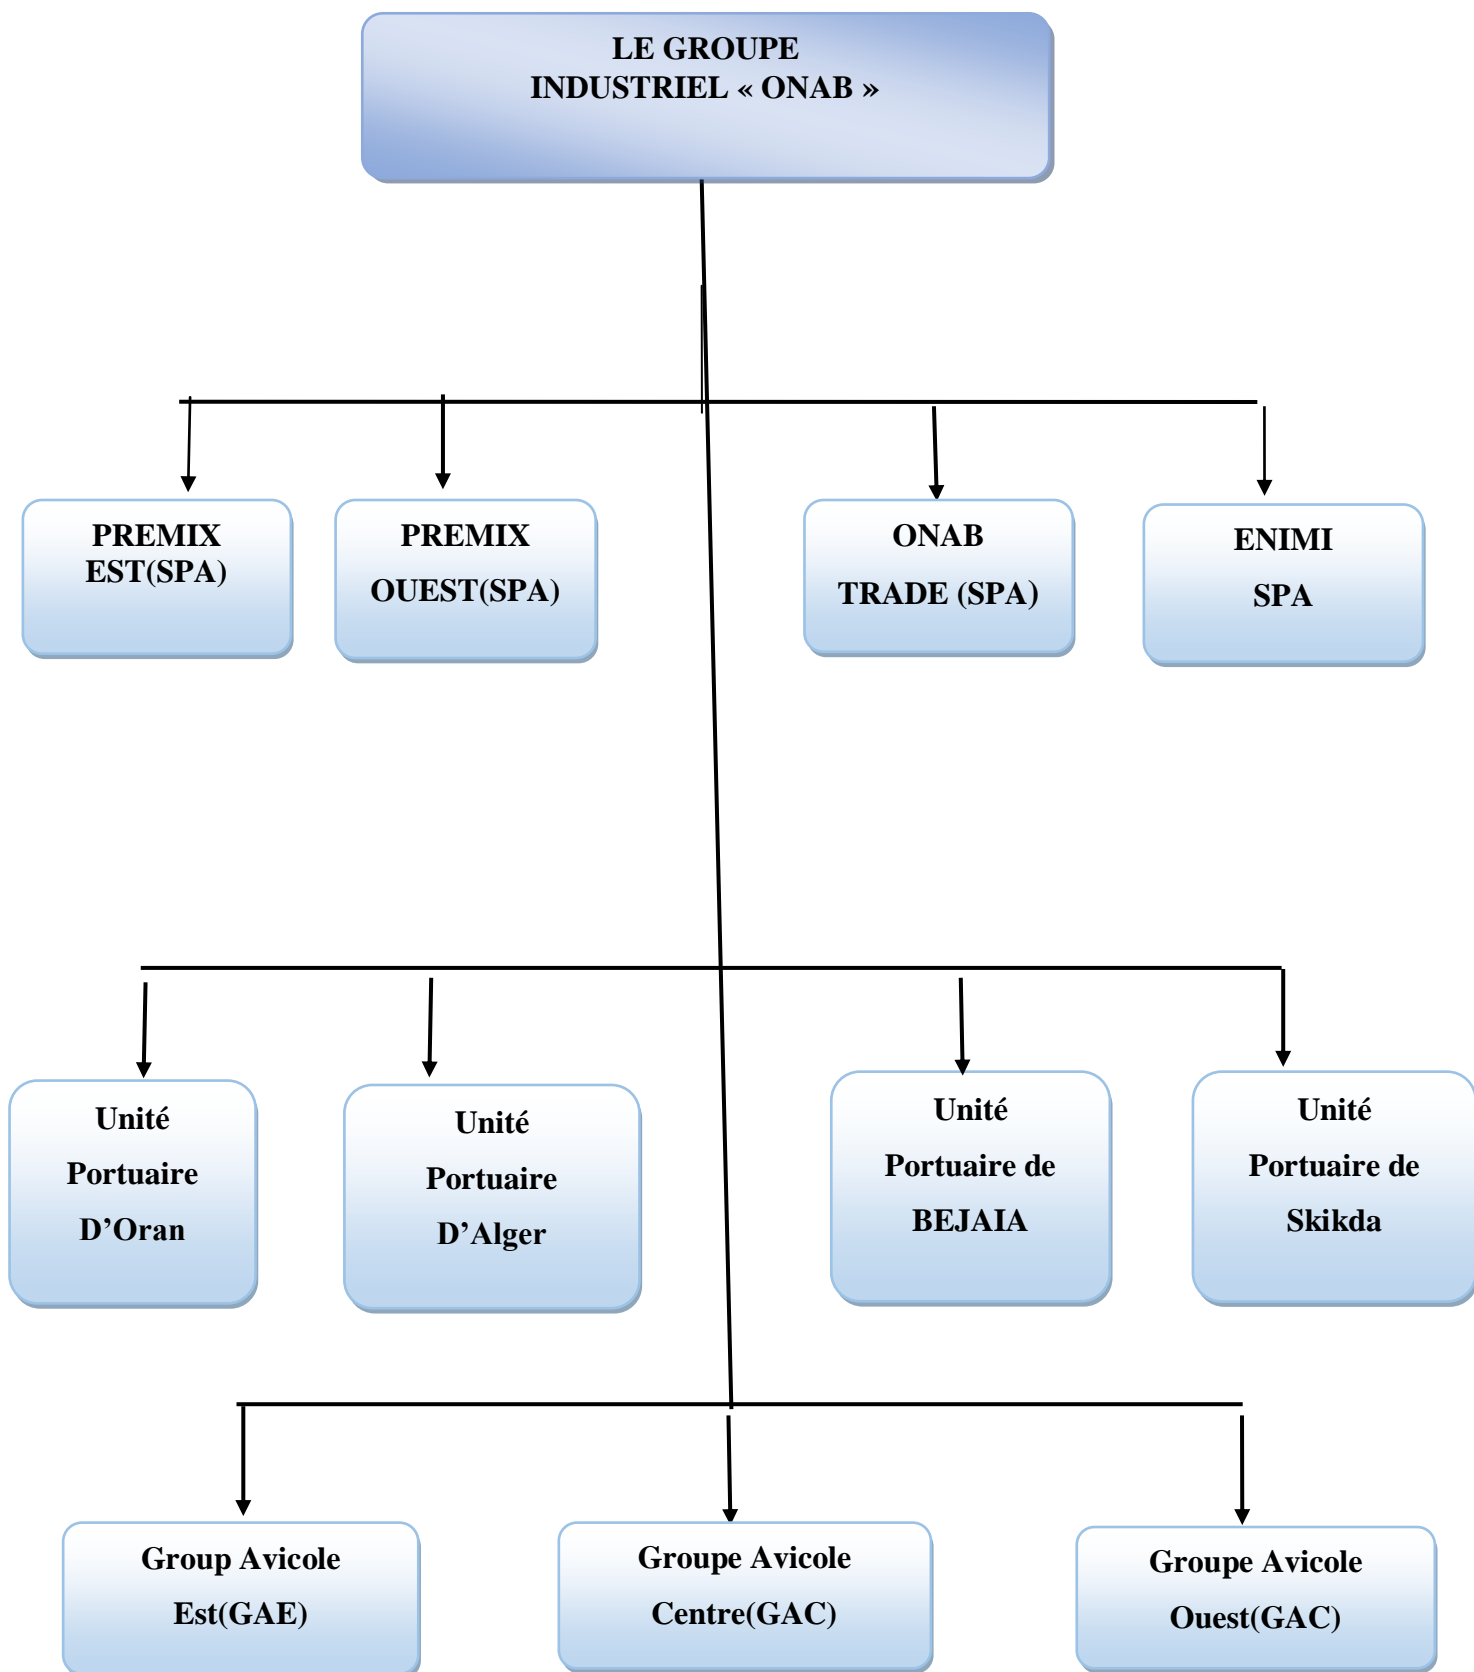 LE GROUPE
INDUSTRIEL « ONAB »
PREMIX
EST(SPA)
PREMIX
OUEST(SPA)
ONAB
TRADE (SPA)
ENIMI
SPA
Unité
Portuaire
D’Oran
Unité
Portuaire
D’Alger
Unité
Portuaire de
BEJAIA
Unité
Portuaire de
Skikda
Group Avicole
Est(GAE)
Groupe Avicole
Centre(GAC)
Groupe Avicole
Ouest(GAC)